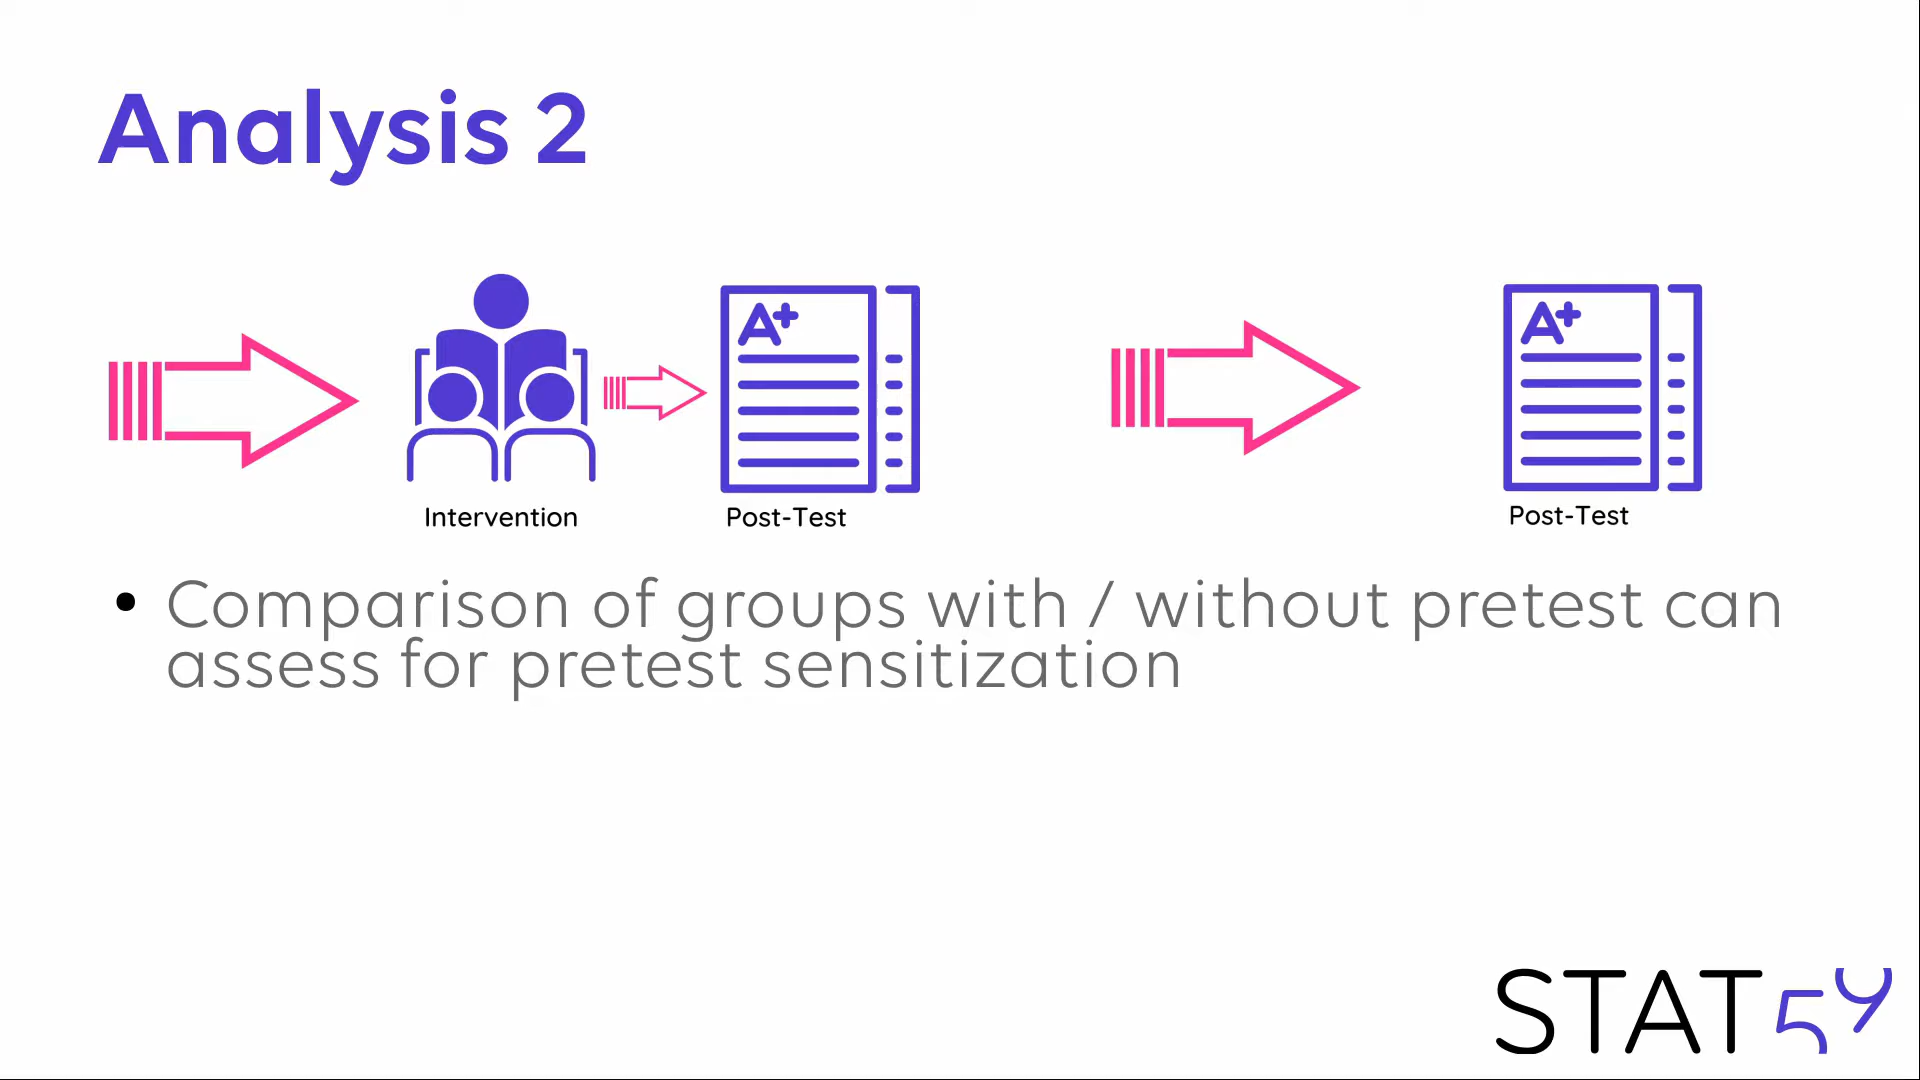 Analysis 2
A+
A+
Intervention
Post-Test
Post-Test
• Comparison of groups with / without pretest can
assess for pretest sensitization
STAT59